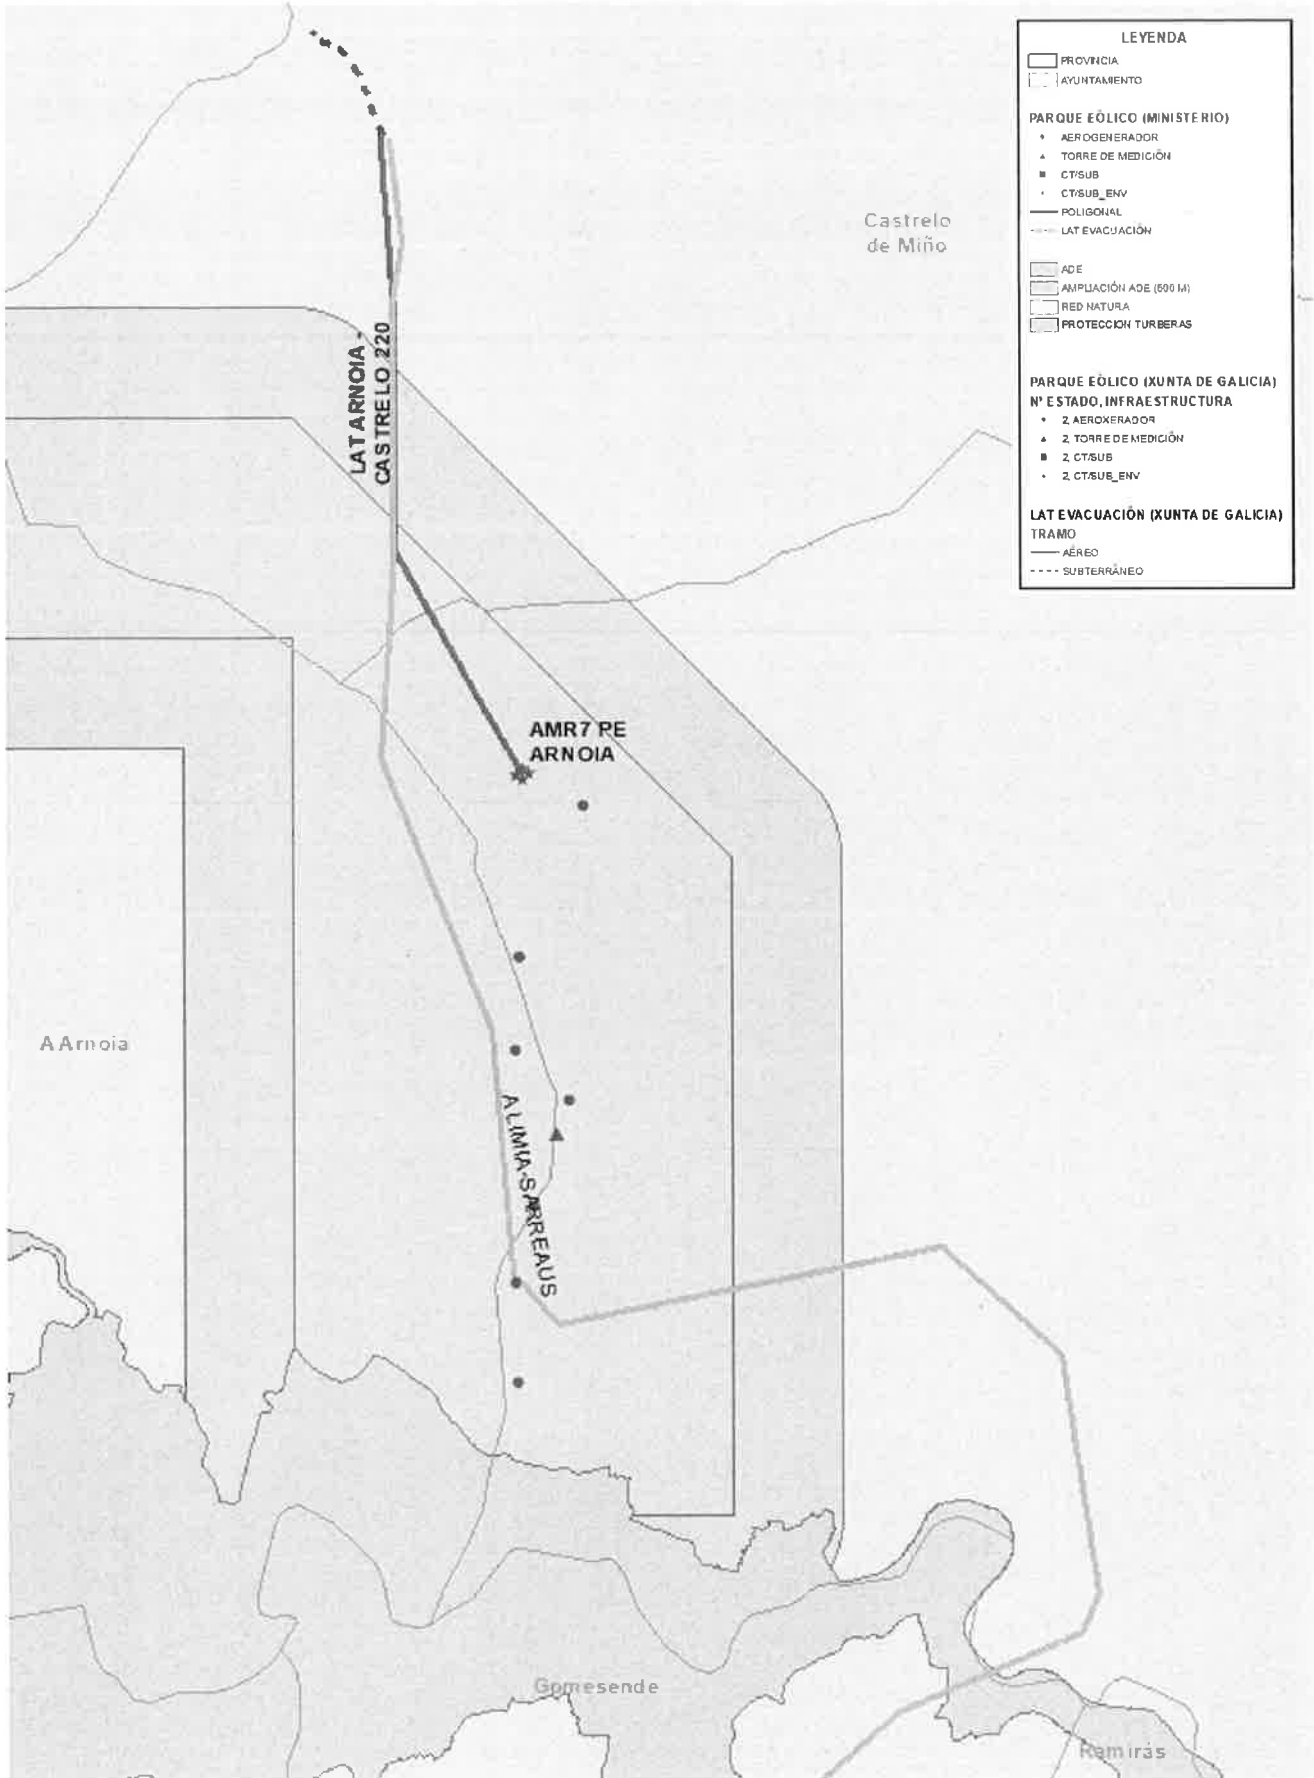 LEYENDA
PROVINCIA
AYUNTAMIENTO
PARQUE EÓLICO (MINISTERIO)
AEROGENERADOR
TORRE DE MEDICIÓN
CT/SUB
CT/SUB_ENV
POLIGONAL
LAT EVACUACIÓN
ADE
AMPLIACIÓN ADE (500 M)
RED NATURA
PROTECCION TURBERAS
PARQUE EÓLICO (XUNTA DE GALICIA)
Nº ESTADO, INFRAESTRUCTURA
2, AEROXERADOR
2, TORRE DE MEDICIÓN
2, CT/SUB
2, CT/SUB_ENV
LAT EVACUACIÓN (XUNTA DE GALICIA)
TRAMO
AÉREO
SUBTERRÁNEO
Castrelo
de Miño
LAT ARNOIA -
CASTRELO 220
AMR7 PE
ARNOIA
A Arnoia
A LIMIA-SARREAUS
Gomesende
Ramirás